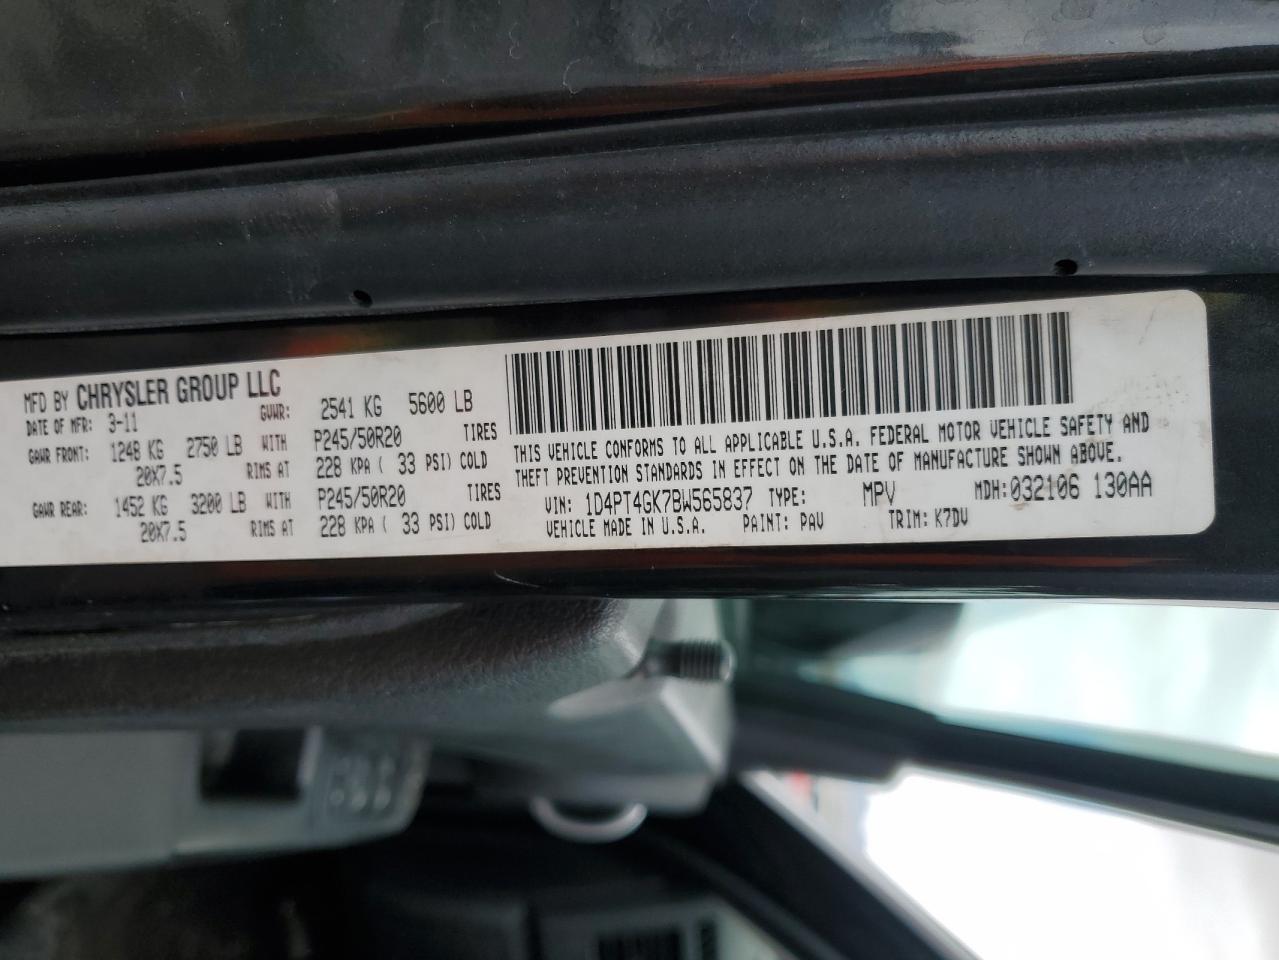 MFD BY CHRYSLER GROUP LLC
DATE OF MFR: 3-11 GVWR: 2541 KG 5600 LB
GAWR FRONT: 1248 KG 2750 LB WITH P245/50R20 TIRES
20X7.5 RIMS AT 228 KPA ( 33 PSI) COLD
GAWR REAR: 1452 KG 3200 LB WITH P245/50R20 TIRES
20X7.5 RIMS AT 228 KPA ( 33 PSI) COLD
THIS VEHICLE CONFORMS TO ALL APPLICABLE U.S.A. FEDERAL MOTOR VEHICLE SAFETY AND
THEFT PREVENTION STANDARDS IN EFFECT ON THE DATE OF MANUFACTURE SHOWN ABOVE.
VIN: 1D4PT4GK7BW565837 TYPE: MPV MDH: 032106 130AA
VEHICLE MADE IN U.S.A. PAINT: PAV TRIM: K7DV